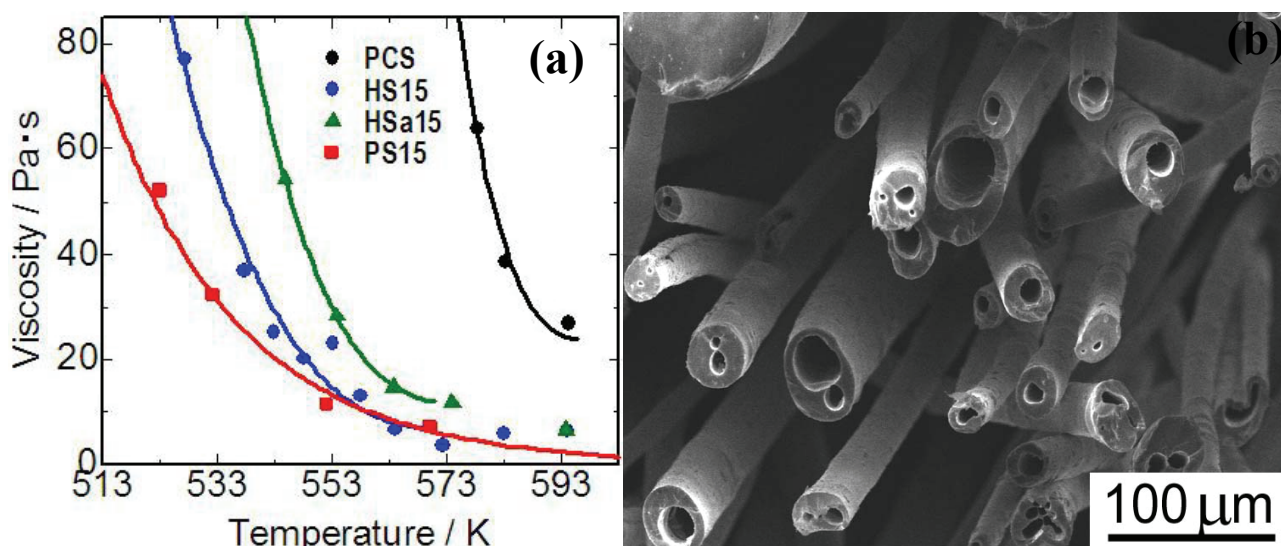 (a)
(b)
80
60
40
20
0
Viscosity / Pa·s
PCS
HS15
HSa15
PS15
513 533 553 573 593
Temperature / K
100 μm